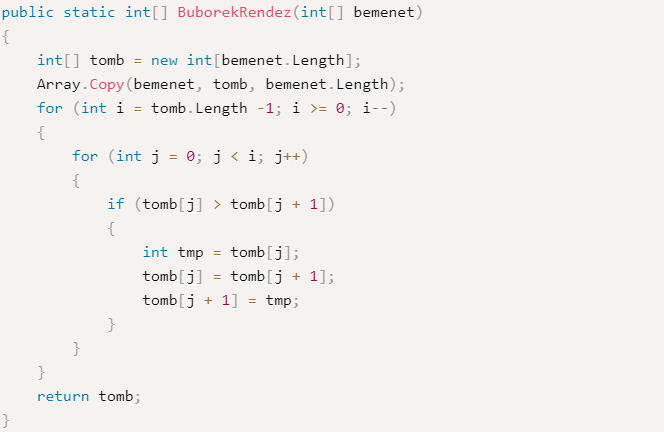 public static int[] BuborekRendez(int[] bemenet)
{
    int[] tomb = new int[bemenet.Length];
    Array.Copy(bemenet, tomb, bemenet.Length);
    for (int i = tomb.Length -1; i >= 0; i--)
    {
        for (int j = 0; j < i; j++)
        {
            if (tomb[j] > tomb[j + 1])
            {
                int tmp = tomb[j];
                tomb[j] = tomb[j + 1];
                tomb[j + 1] = tmp;
            }
        }
    }
    return tomb;
}